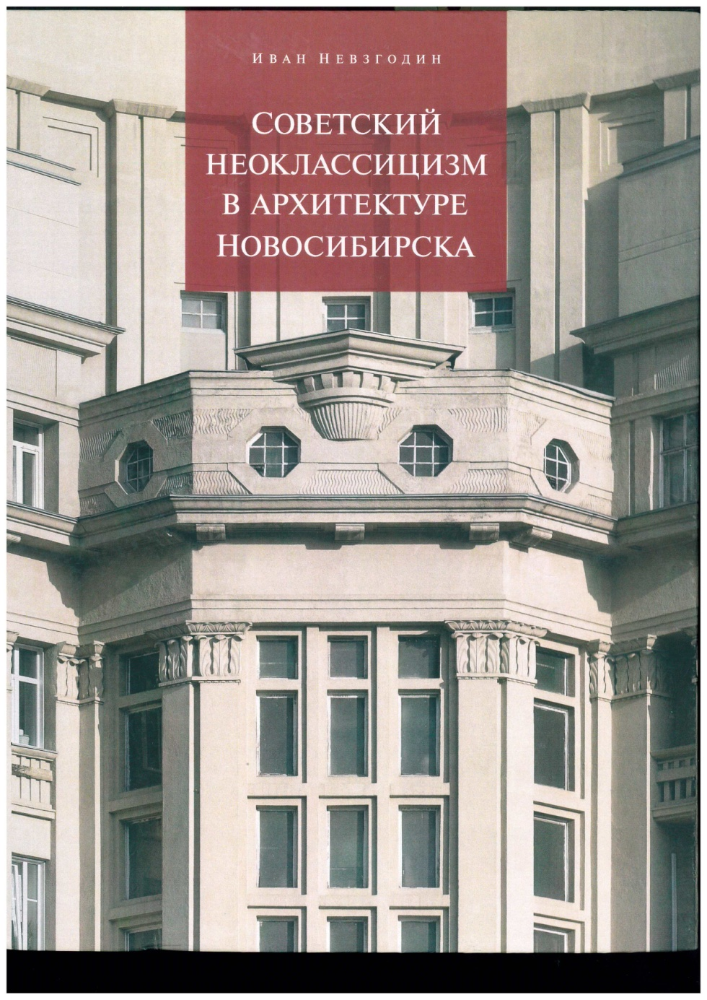 Иван Невзгодин
Советский
неоклассицизм
в архитектуре
Новосибирска